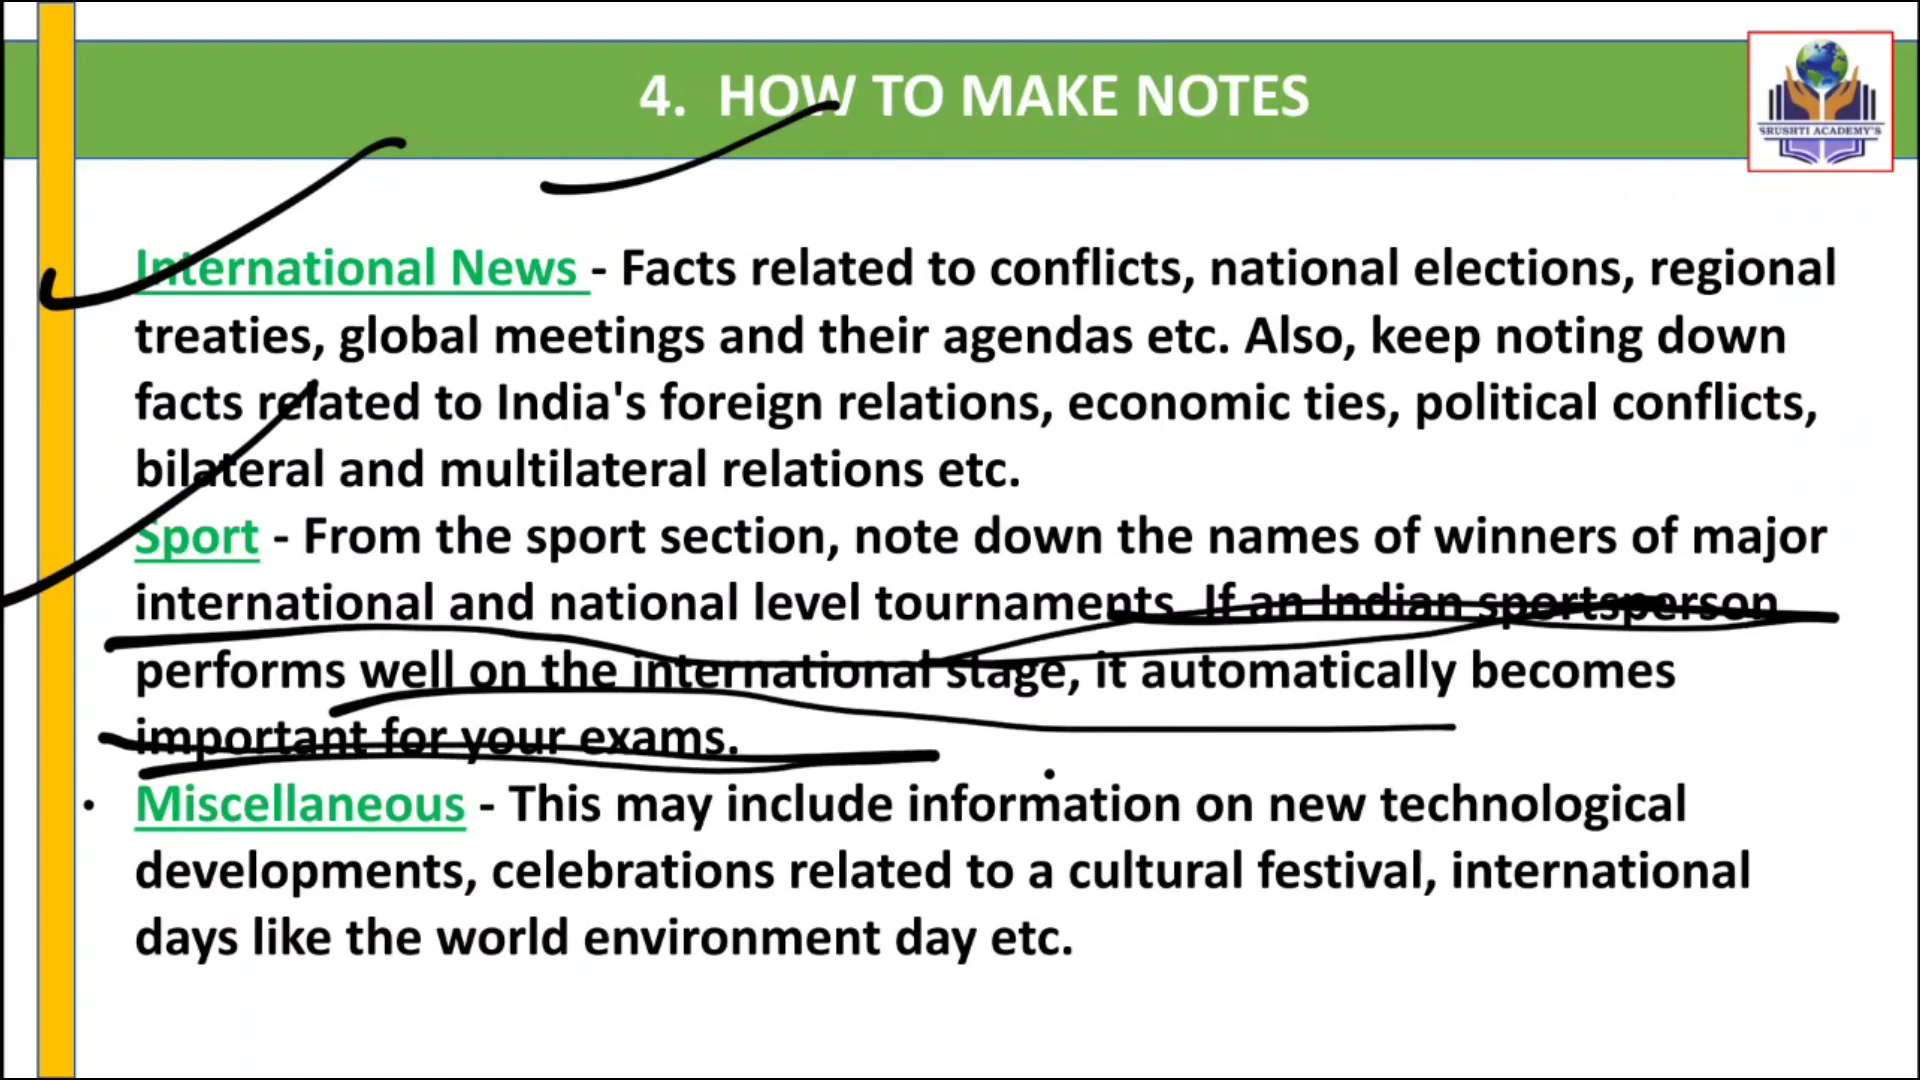 4. HOW TO MAKE NOTES
SRUSHTI ACADEMY'S
International News - Facts related to conflicts, national elections, regional
treaties, global meetings and their agendas etc. Also, keep noting down
facts related to India's foreign relations, economic ties, political conflicts,
bilateral and multilateral relations etc.
Sport - From the sport section, note down the names of winners of major
international and national level tournaments. If an Indian sportsperson
performs well on the international stage, it automatically becomes
important for your exams.
Miscellaneous - This may include information on new technological
developments, celebrations related to a cultural festival, international
days like the world environment day etc.